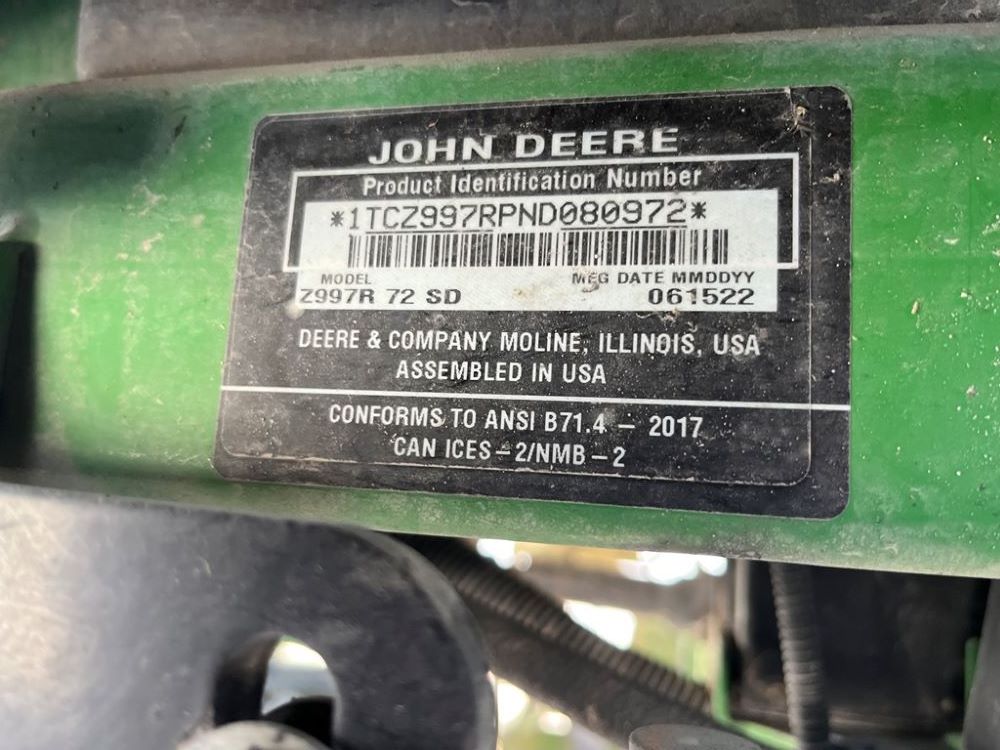 JOHN DEERE
Product Identification Number
*1TCZ997RPND080972*
MODEL MFG DATE MMDDYY
Z997R 72 SD 061522
DEERE & COMPANY MOLINE, ILLINOIS, USA
ASSEMBLED IN USA
CONFORMS TO ANSI B71.4 – 2017
CAN ICES – 2/NMB – 2